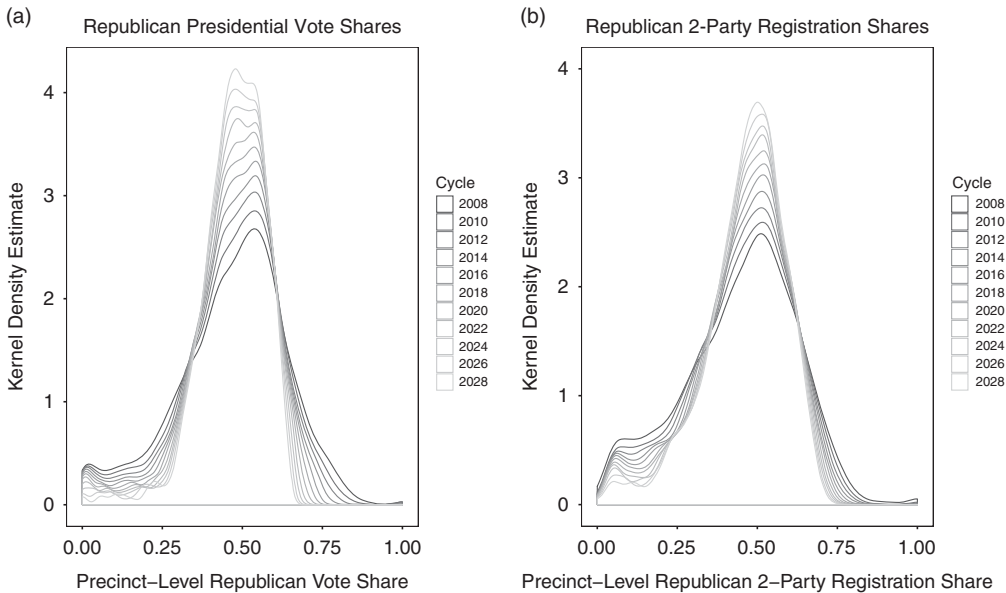 (a)
Republican Presidential Vote Shares
Kernel Density Estimate
4
3
2
1
0
0.00 0.25 0.50 0.75 1.00
Precinct−Level Republican Vote Share
Cycle
2008
2010
2012
2014
2016
2018
2020
2022
2024
2026
2028
(b)
Republican 2-Party Registration Shares
Kernel Density Estimate
4
3
2
1
0
0.00 0.25 0.50 0.75 1.00
Precinct−Level Republican 2−Party Registration Share
Cycle
2008
2010
2012
2014
2016
2018
2020
2022
2024
2026
2028